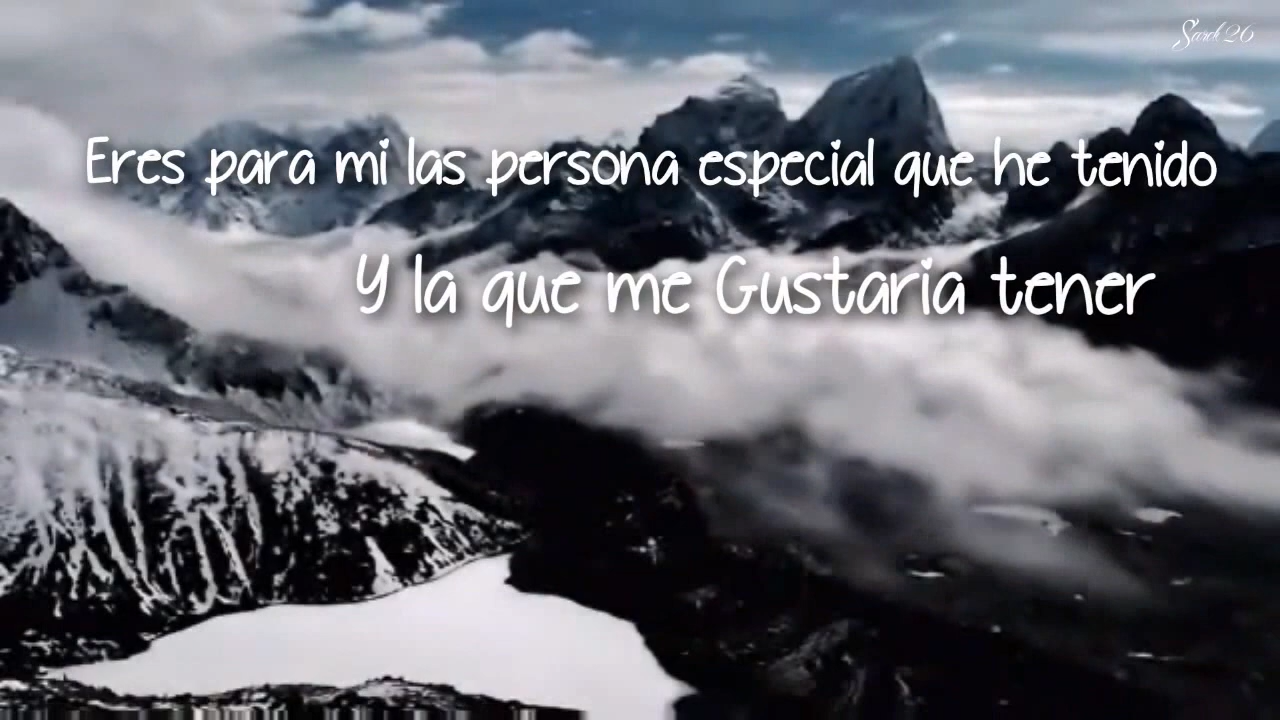 Eres para mi las persona especial que he tenido
Y la que me Gustaria tener